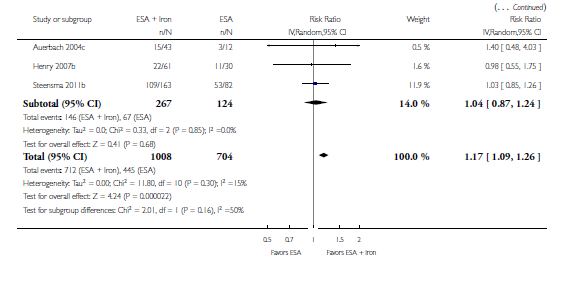 (... Continued)
Study or subgroup ESA + Iron ESA Risk Ratio Weight Risk Ratio
n/N n/N IV,Random,95% CI IV,Random,95% CI
Auerbach 2004c 15/43 3/12 0.5 % 1.40 [ 0.48, 4.03 ]
Henry 2007b 22/61 11/30 1.6 % 0.98 [ 0.55, 1.75 ]
Steensma 2011b 109/163 53/82 11.9 % 1.03 [ 0.85, 1.26 ]
Subtotal (95% CI) 267 124 14.0 % 1.04 [ 0.87, 1.24 ]
Total events: 146 (ESA + Iron), 67 (ESA)
Heterogeneity: Tau² = 0.0; Chi² = 0.33, df = 2 (P = 0.85); I² =0.0%
Test for overall effect: Z = 0.41 (P = 0.68)
Total (95% CI) 1008 704 100.0 % 1.17 [ 1.09, 1.26 ]
Total events: 712 (ESA + Iron), 445 (ESA)
Heterogeneity: Tau² = 0.00; Chi² = 11.80, df = 10 (P = 0.30); I² =15%
Test for overall effect: Z = 4.24 (P = 0.000022)
Test for subgroup differences: Chi² = 2.01, df = 1 (P = 0.16), I² =50%
0.5 0.7 1 1.5 2
Favors ESA Favors ESA + Iron